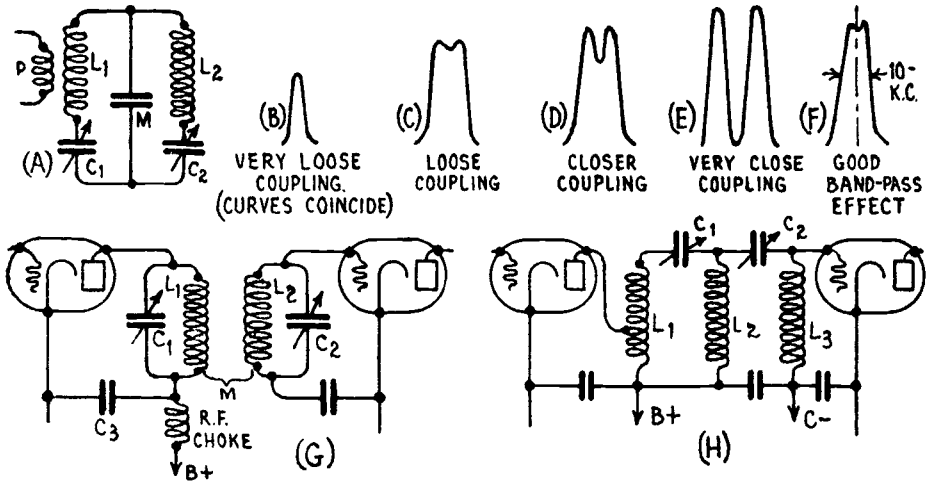 P
L1
M
L2
C1
C2
(A)
(B)
VERY LOOSE
COUPLING.
(CURVES COINCIDE)
(C)
LOOSE
COUPLING
(D)
CLOSER
COUPLING
(E)
VERY CLOSE
COUPLING
(F)
10-
K.C.
GOOD
BAND-PASS
EFFECT
L1
C1
L2
C2
M
C3
R.F.
CHOKE
B+
(G)
C1
C2
L1
L2
L3
B+
C-
(H)